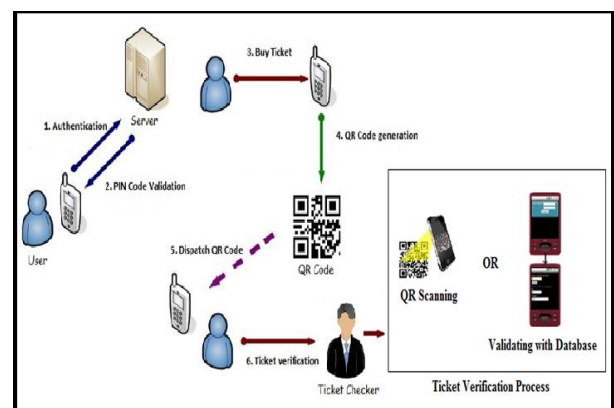 3. Buy Ticket
Server
1. Authentication
4. QR Code generation
2. PIN Code Validation
User
5. Dispatch QR Code
QR Code
QR Scanning
OR
Validating with Database
6. Ticket verification
Ticket Checker
Ticket Verification Process